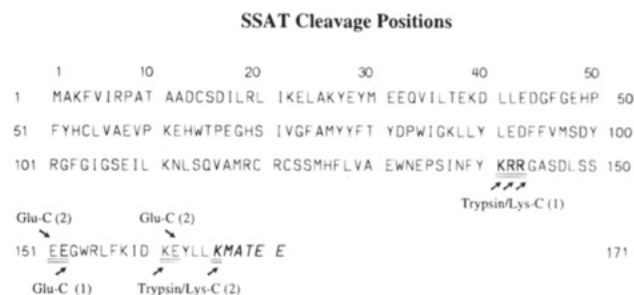 SSAT Cleavage Positions
1 10 20 30 40 50
1 MAKFVIRPAT AADCSDILRL IKELAKYEYM EEQVILTEKD LLEDGFGEHP 50
51 FYHCLVAEVP KEHWTPEGHS IVGFAMYYFT YDPWIGKLLY LEDFFVMSDY 100
101 RGFGIGSEIL KNLSQVAMRC RCSSMHFLVA EWNEPSINFY KRRGASDLSS 150
Trypsin/Lys-C (1)
Glu-C (2) Glu-C (2)
151 EEGWRLFKID KEYLLKMATE E 171
Glu-C (1) Trypsin/Lys-C (2)